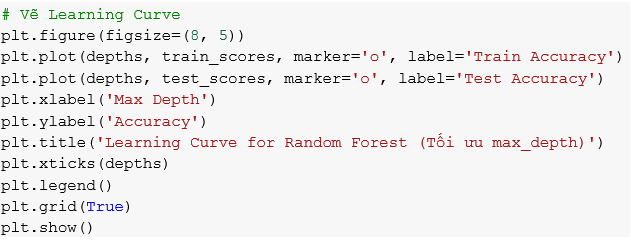 # Vẽ Learning Curve
plt.figure(figsize=(8, 5))
plt.plot(depths, train_scores, marker='o', label='Train Accuracy')
plt.plot(depths, test_scores, marker='o', label='Test Accuracy')
plt.xlabel('Max Depth')
plt.ylabel('Accuracy')
plt.title('Learning Curve for Random Forest (Tối ưu max_depth)')
plt.xticks(depths)
plt.legend()
plt.grid(True)
plt.show()